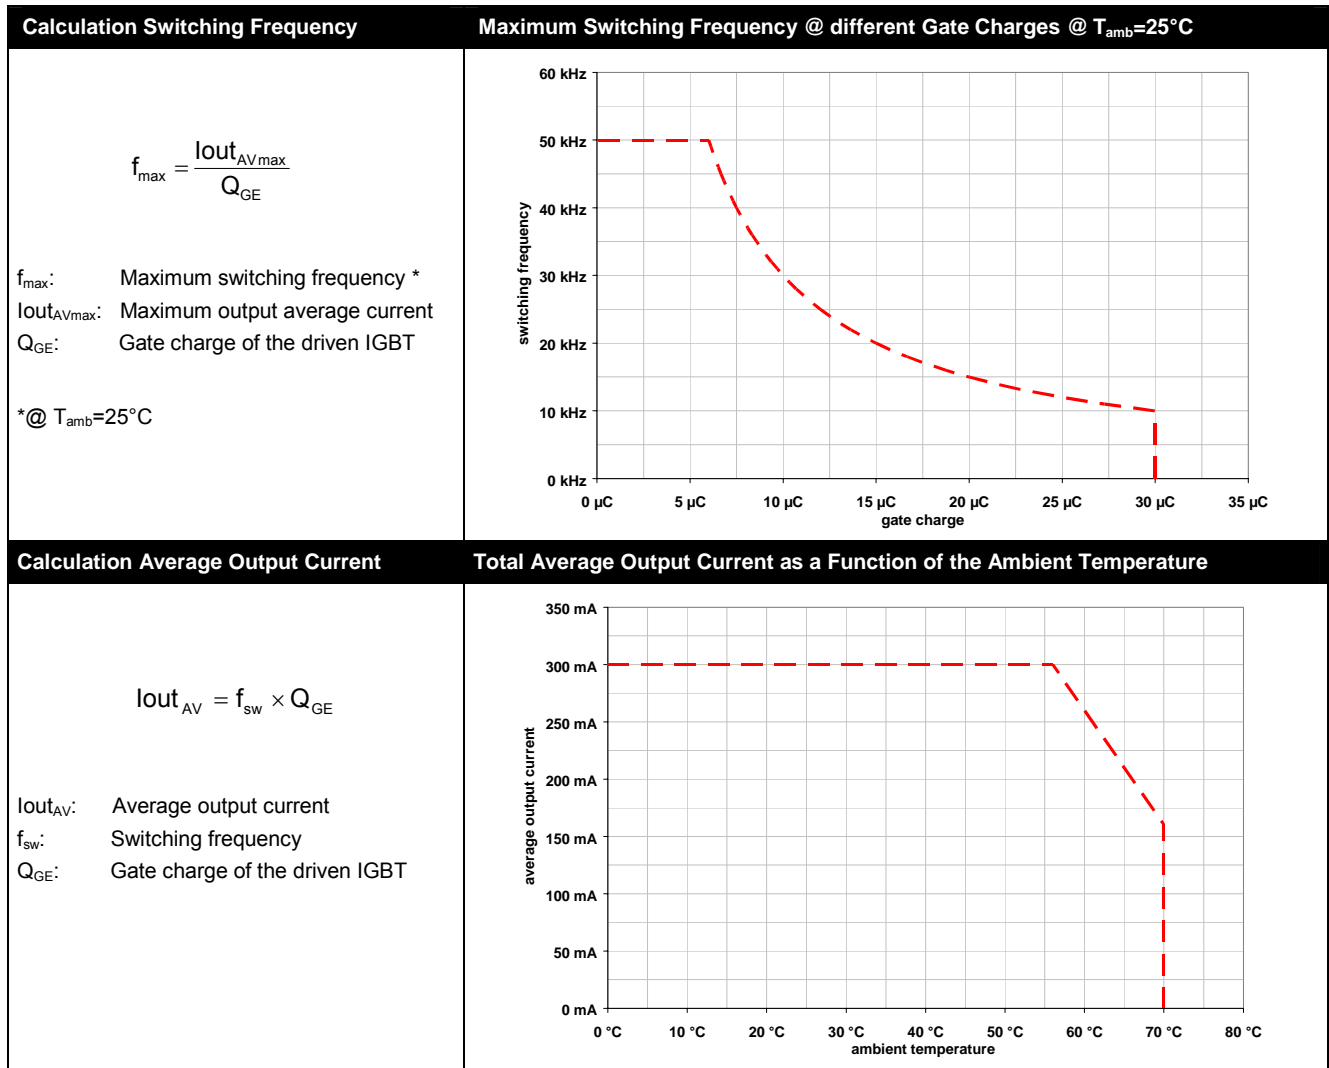 Calculation Switching Frequency
Maximum Switching Frequency @ different Gate Charges @ Tamb=25°C
fmax = IoutAVmax / QGE
fmax: Maximum switching frequency *
IoutAVmax: Maximum output average current
QGE: Gate charge of the driven IGBT
*@ Tamb=25°C
60 kHz
50 kHz
40 kHz
30 kHz
20 kHz
10 kHz
0 kHz
switching frequency
0 µC 5 µC 10 µC 15 µC 20 µC 25 µC 30 µC 35 µC
gate charge
Calculation Average Output Current
Total Average Output Current as a Function of the Ambient Temperature
IoutAV = fsw × QGE
IoutAV: Average output current
fsw: Switching frequency
QGE: Gate charge of the driven IGBT
350 mA
300 mA
250 mA
200 mA
150 mA
100 mA
50 mA
0 mA
average output current
0 °C 10 °C 20 °C 30 °C 40 °C 50 °C 60 °C 70 °C 80 °C
ambient temperature